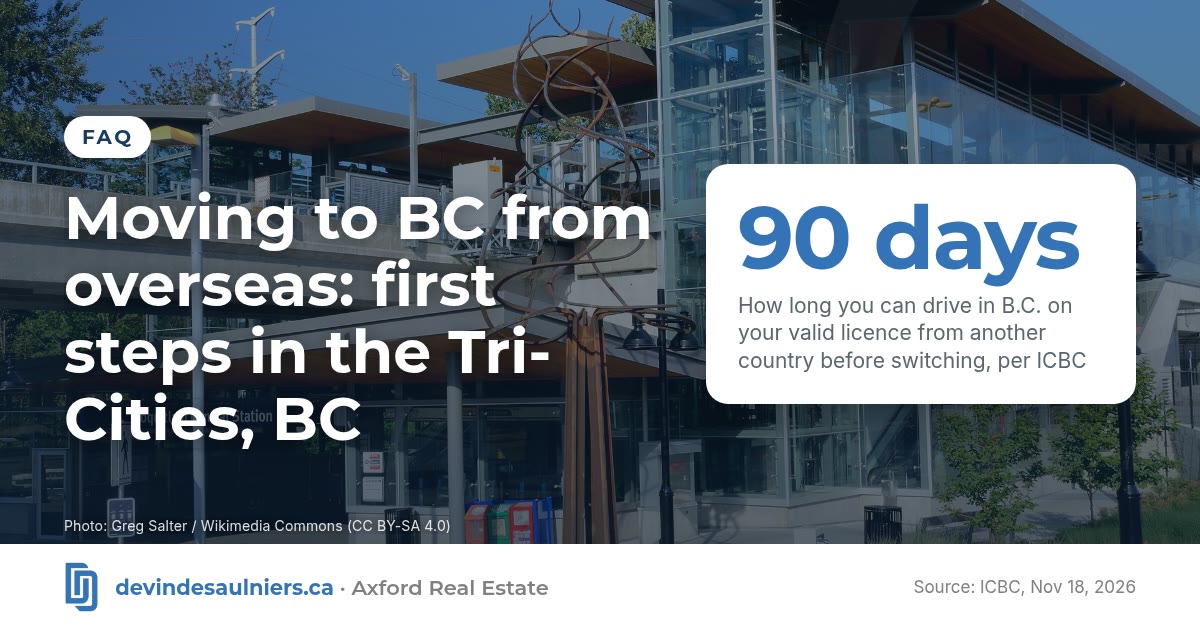 FAQ
Moving to BC from
overseas: first
steps in the Tri-
Cities, BC
90 days
How long you can drive in B.C. on
your valid licence from another
country before switching, per ICBC
Station
Photo: Greg Salter / Wikimedia Commons (CC BY-SA 4.0)
devindesaulniers.ca · Axford Real Estate
Source: ICBC, Nov 18, 2026